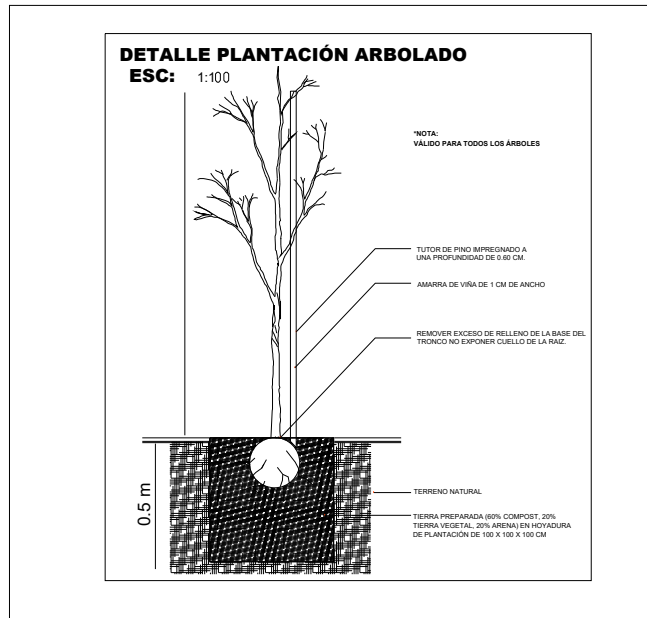 DETALLE PLANTACIÓN ARBOLADO
ESC: 1:100
*NOTA:
VÁLIDO PARA TODOS LOS ÁRBOLES
TUTOR DE PINO IMPREGNADO A
UNA PROFUNDIDAD DE 0.60 CM.
AMARRA DE VIÑA DE 1 CM DE ANCHO
REMOVER EXCESO DE RELLENO DE LA BASE DEL
TRONCO NO EXPONER CUELLO DE LA RAIZ.
0.5 m
TERRENO NATURAL
TIERRA PREPARADA (60% COMPOST, 20%
TIERRA VEGETAL, 20% ARENA) EN HOYADURA
DE PLANTACIÓN DE 100 X 100 X 100 CM